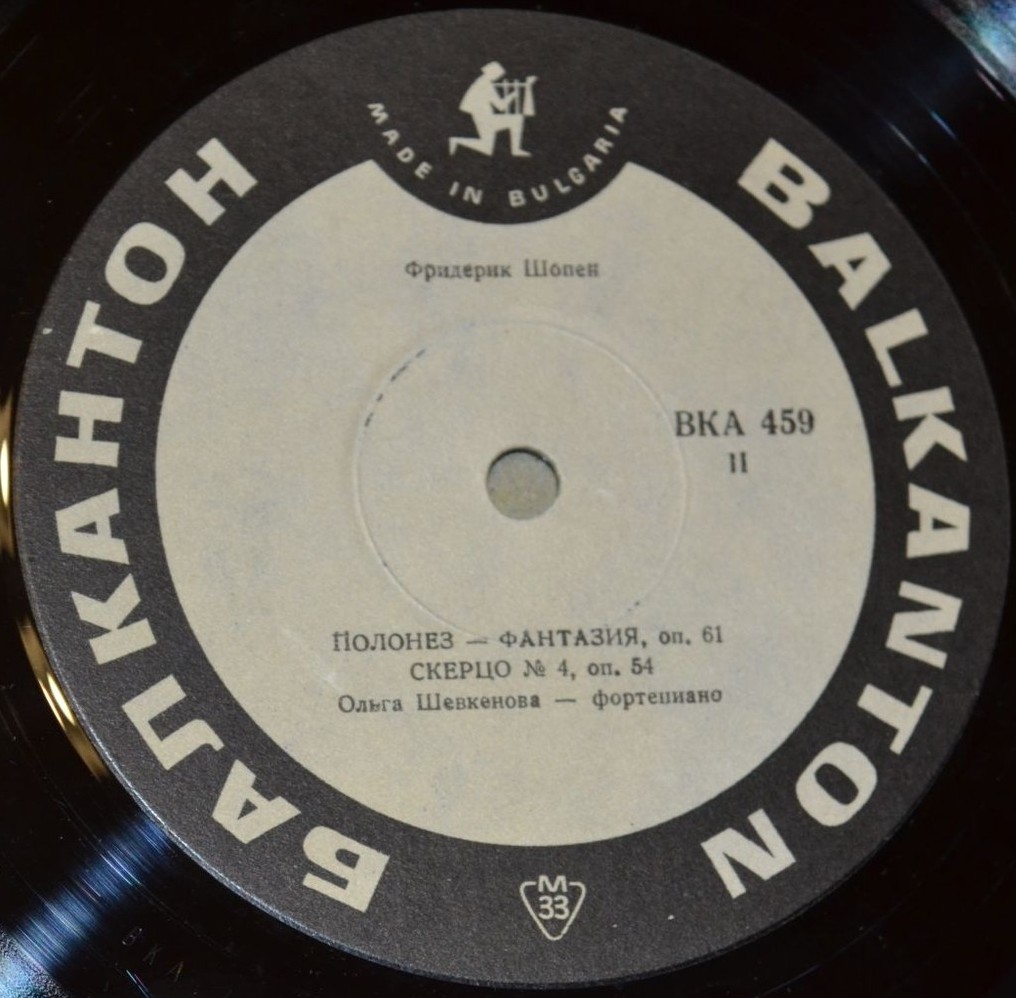 MADE IN BULGARIA
БАЛКАНТОН
BALKANTON
Фридерик Шопен
ВКА 459
II
ПОЛОНЕЗ — ФАНТАЗИЯ, оп. 61
СКЕРЦО № 4, оп. 54
Ольга Шевкенова — фортепиано
М
33
ВКА